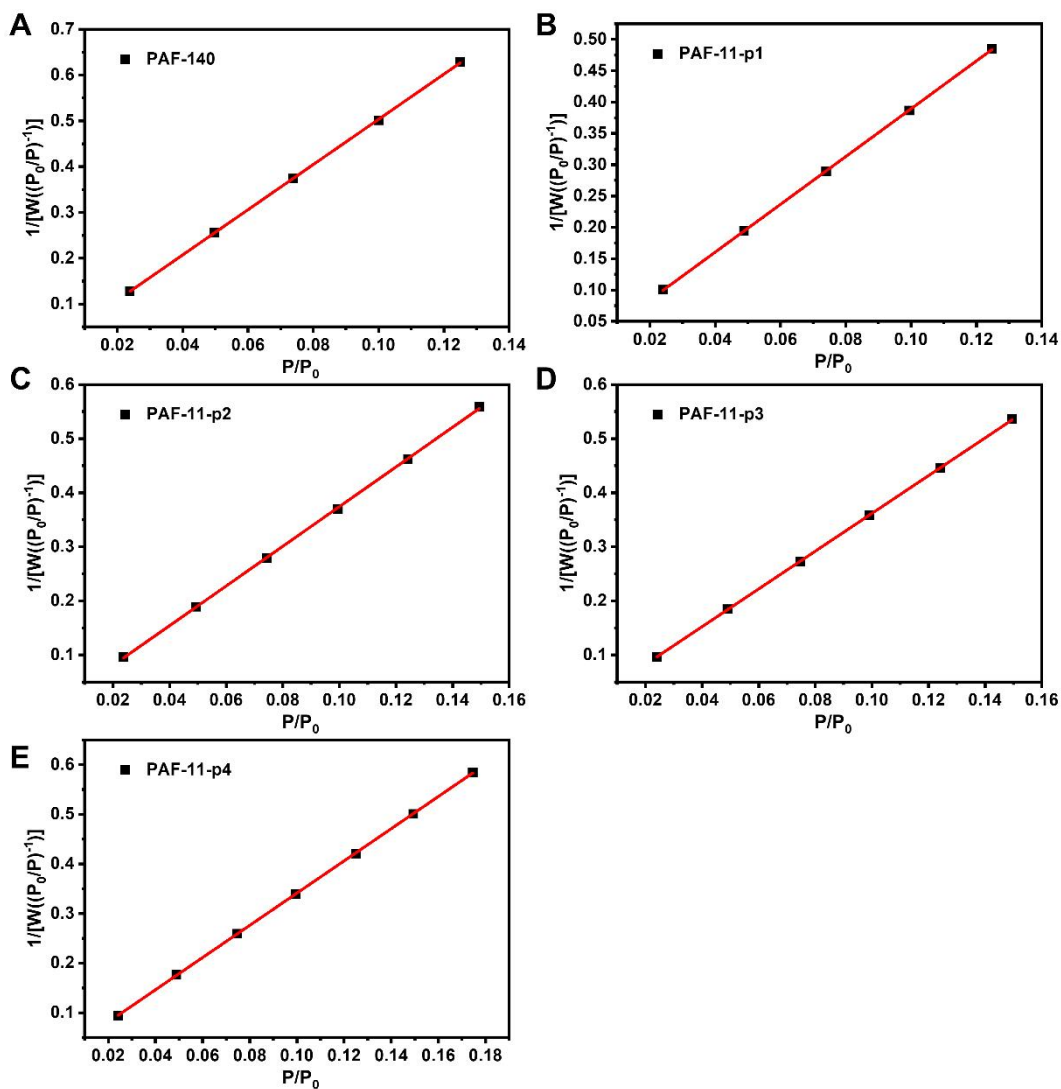 A
PAF-140
1/[W((P₀/P)⁻¹)]
0.7
0.6
0.5
0.4
0.3
0.2
0.1
0.02 0.04 0.06 0.08 0.10 0.12 0.14
P/P₀
B
PAF-11-p1
1/[W((P₀/P)⁻¹)]
0.50
0.45
0.40
0.35
0.30
0.25
0.20
0.15
0.10
0.05
0.02 0.04 0.06 0.08 0.10 0.12 0.14
P/P₀
C
PAF-11-p2
1/[W((P₀/P)⁻¹)]
0.6
0.5
0.4
0.3
0.2
0.1
0.02 0.04 0.06 0.08 0.10 0.12 0.14 0.16
P/P₀
D
PAF-11-p3
1/[W((P₀/P)⁻¹)]
0.6
0.5
0.4
0.3
0.2
0.1
0.02 0.04 0.06 0.08 0.10 0.12 0.14 0.16
P/P₀
E
PAF-11-p4
1/[W((P₀/P)⁻¹)]
0.6
0.5
0.4
0.3
0.2
0.1
0.02 0.04 0.06 0.08 0.10 0.12 0.14 0.16 0.18
P/P₀